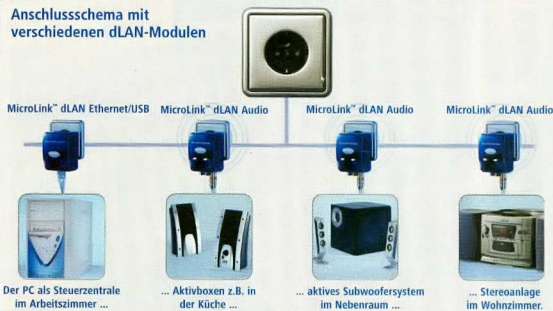 Anschlussschema mit
verschiedenen dLAN-Modulen
MicroLink™ dLAN Ethernet/USB
MicroLink™ dLAN Audio
MicroLink™ dLAN Audio
MicroLink™ dLAN Audio
Der PC als Steuerzentrale
im Arbeitszimmer ...
... Aktivboxen z.B. in
der Küche ...
... aktives Subwoofersystem
im Nebenraum ...
... Stereoanlage
im Wohnzimmer.